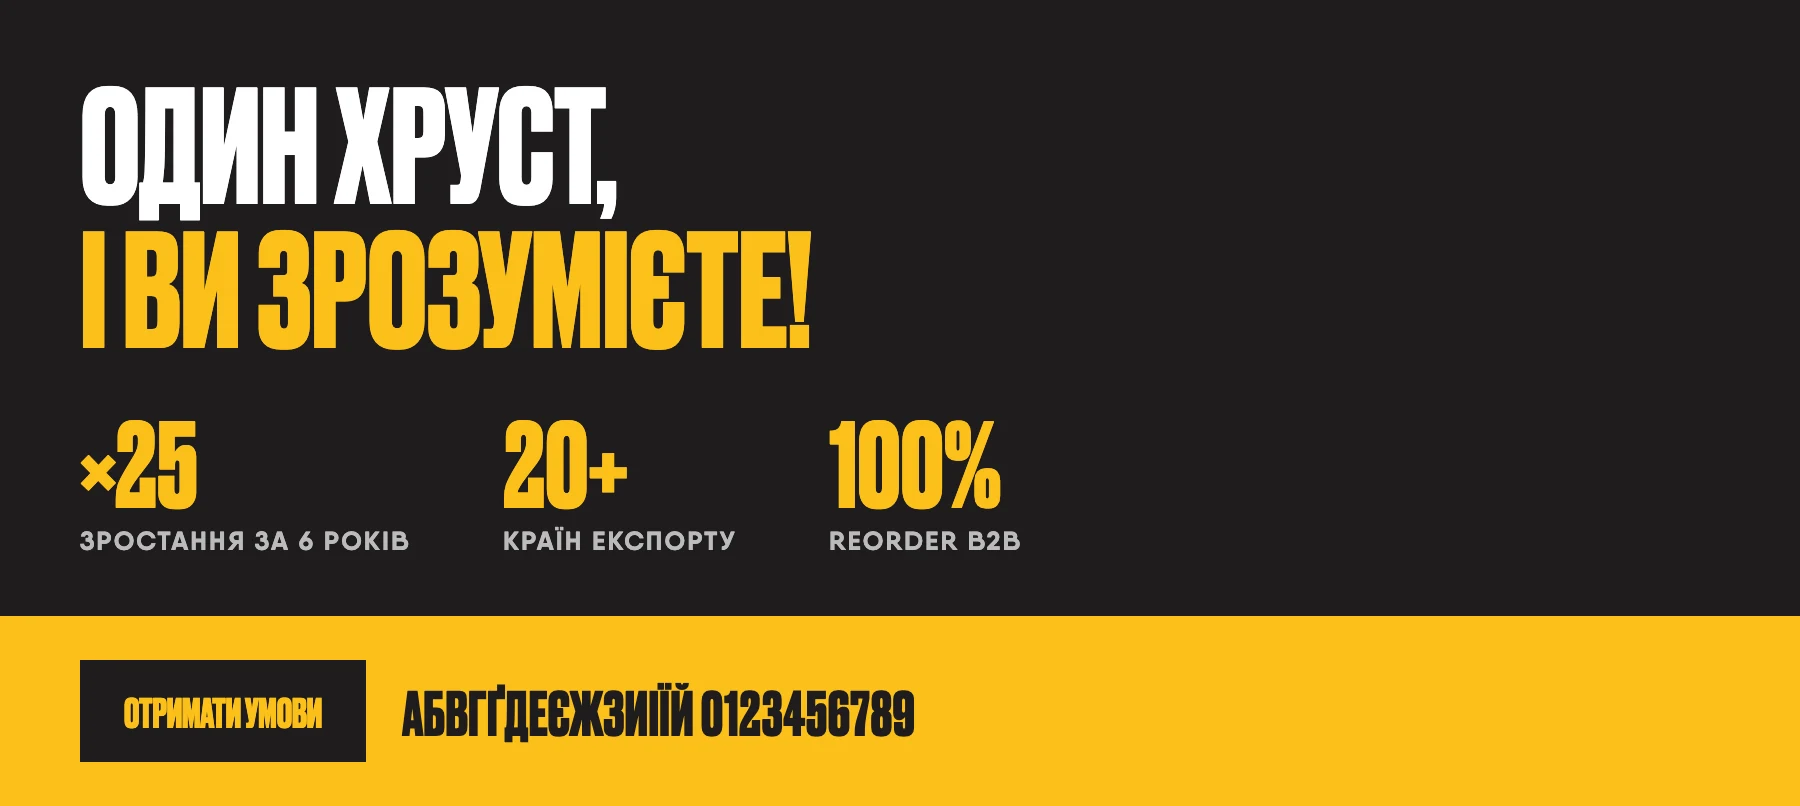 ОДИН ХРУСТ,
І ВИ ЗРОЗУМІЄТЕ!
×25
ЗРОСТАННЯ ЗА 6 РОКІВ
20+
КРАЇН ЕКСПОРТУ
100%
REORDER B2B
ОТРИМАТИ УМОВИ
АБВГҐДЕЄЖЗИІЇЙ 0123456789